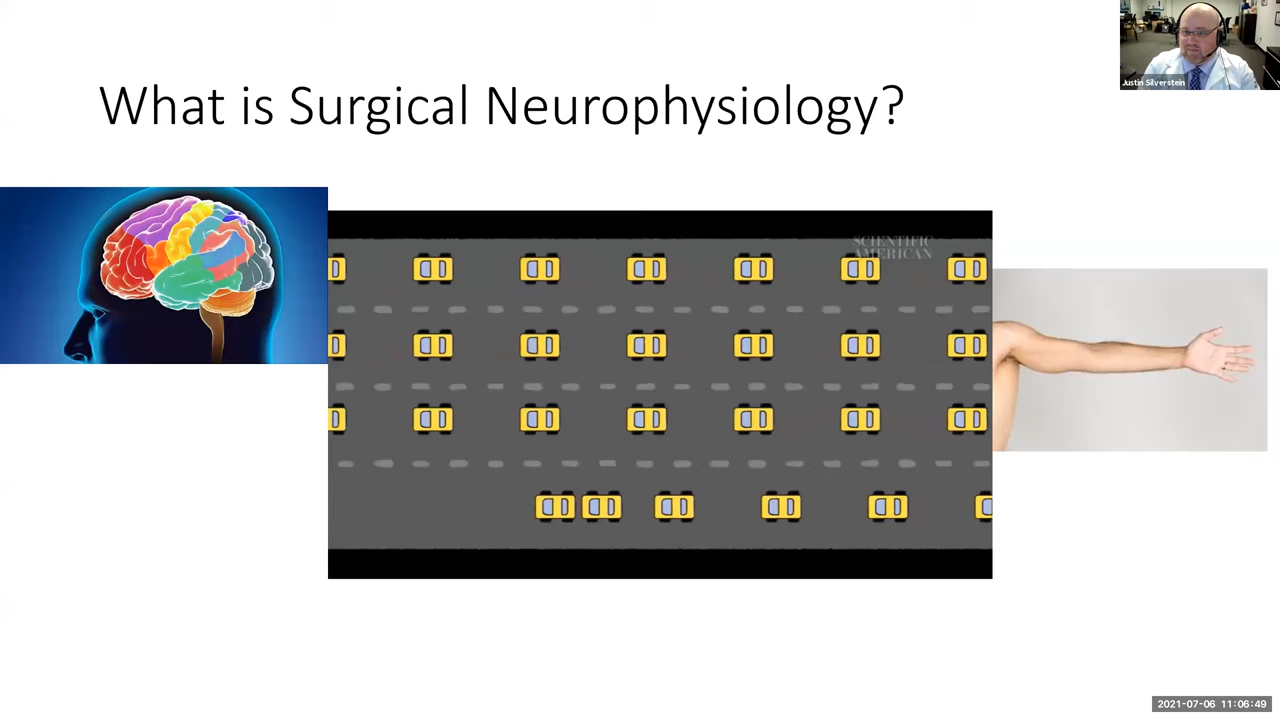 What is Surgical Neurophysiology?
Justin Silverstein
SCIENTIFIC
AMERICAN
2021-07-06 11:06:49